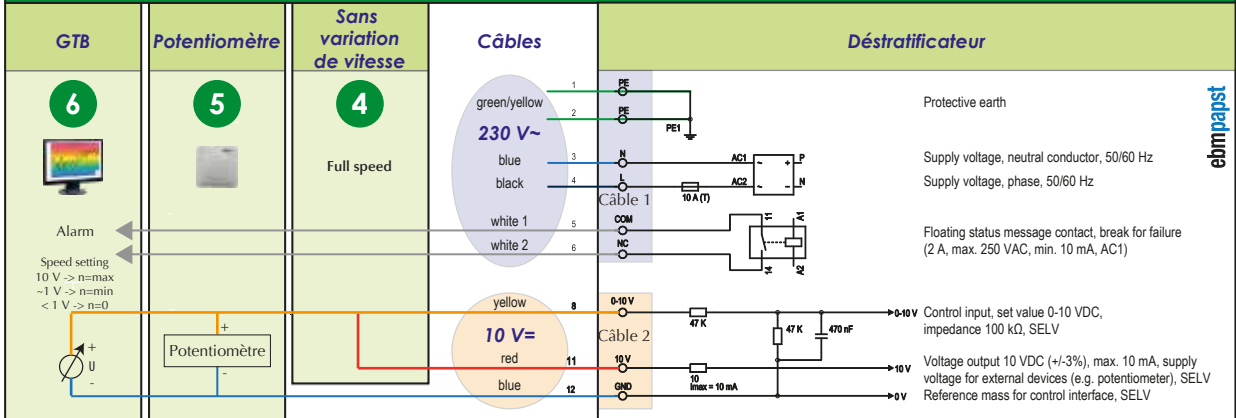 GTB
Potentiomètre
Sans
variation
de vitesse
Câbles
Déstratificateur
6
5
4
Full speed
Alarm
Speed setting
10 V -> n=max
~1 V -> n=min
< 1 V -> n=0
+
U
-
+
Potentiomètre
-
green/yellow
230 V~
blue
black
white 1
white 2
1
2
3
4
5
6
yellow
10 V=
red
blue
8
11
12
PE
PE
PE1
N
L
Câble 1
COM
NC
10 A (T)
AC1
AC2
~
+
~
-
P
N
11
14
A1
A2
0-10 V
Câble 2
10 V
GND
47 K
47 K
470 nF
10
Imax = 10 mA
0-10 V
10 V
0 V
Protective earth
Supply voltage, neutral conductor, 50/60 Hz
Supply voltage, phase, 50/60 Hz
Floating status message contact, break for failure
(2 A, max. 250 VAC, min. 10 mA, AC1)
Control input, set value 0-10 VDC,
impedance 100 kΩ, SELV
Voltage output 10 VDC (+/-3%), max. 10 mA, supply
voltage for external devices (e.g. potentiometer), SELV
Reference mass for control interface, SELV
ebmpapst